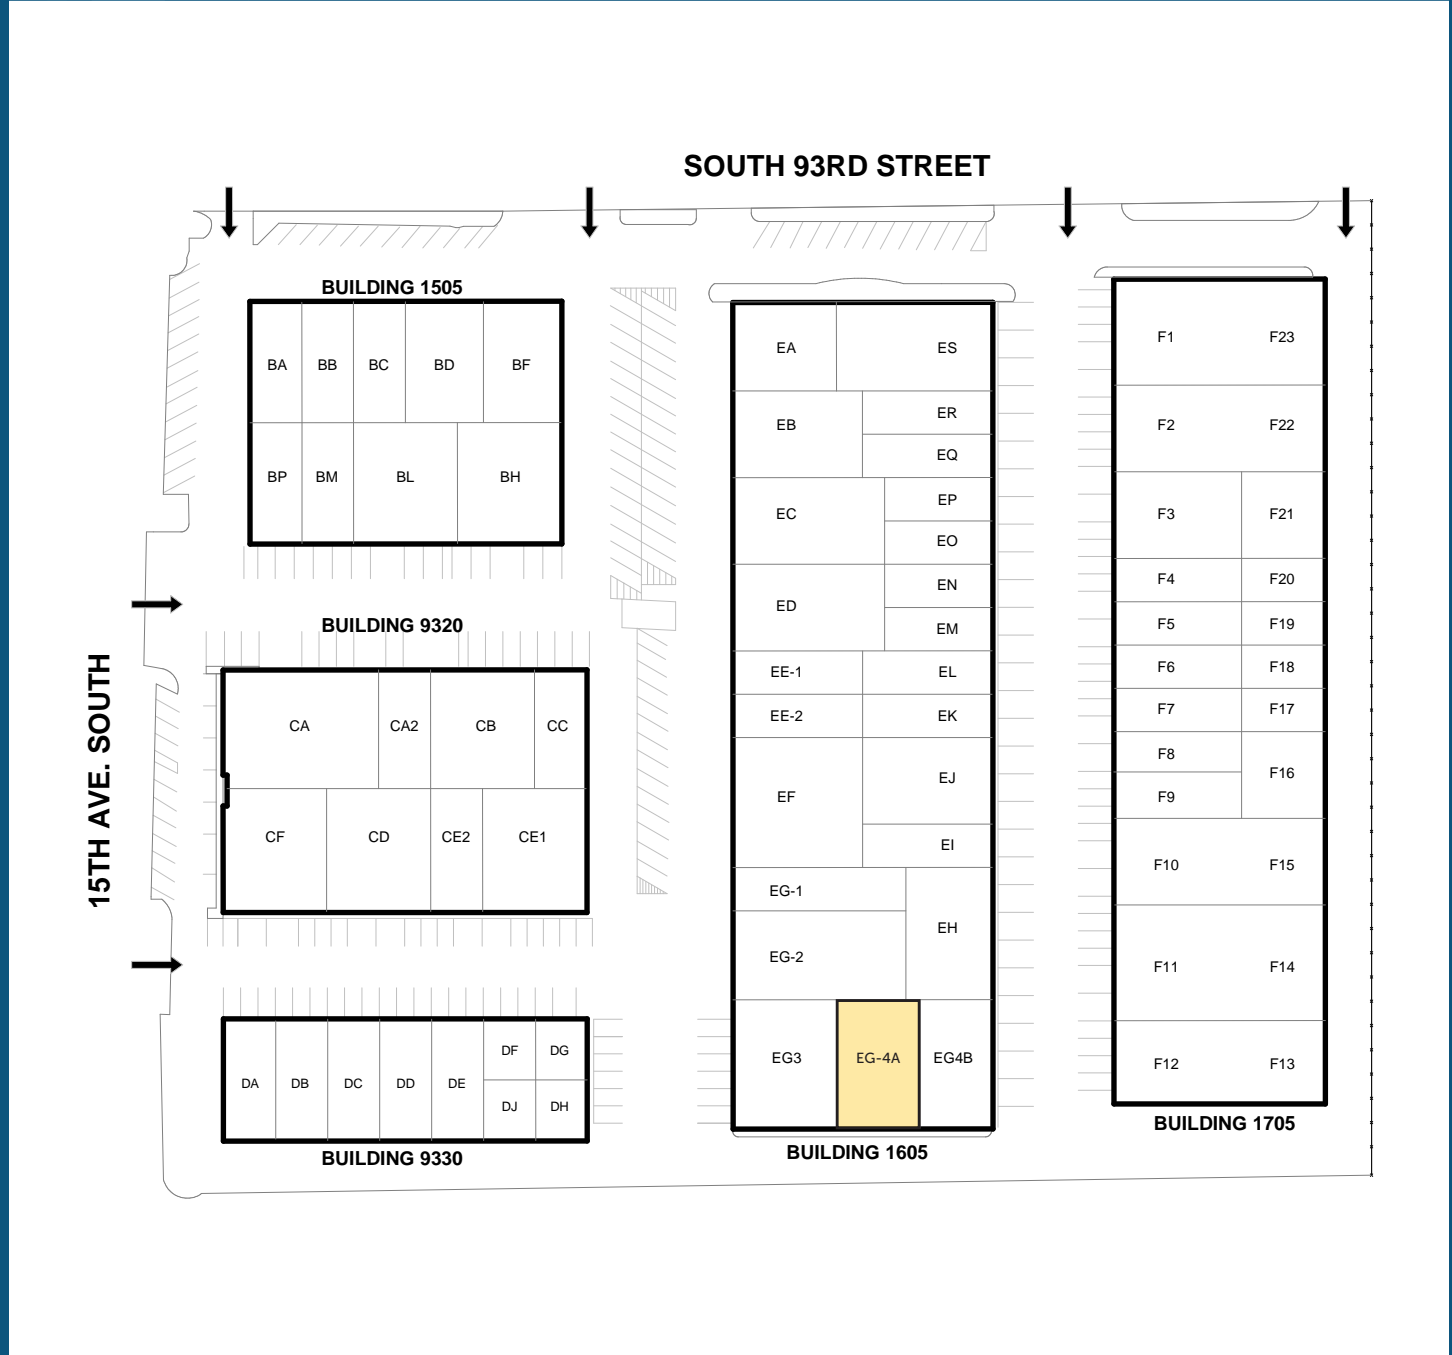 SOUTH 93RD STREET
15TH AVE. SOUTH
BUILDING 1505
BA BB BC BD BF
BP BM BL BH
BUILDING 9320
CA CA2 CB CC
CF CD CE2 CE1
DF DG
DA DB DC DD DE
DJ DH
BUILDING 9330
EA ES
ER
EB
EQ
EP
EC
EO
EN
ED
EM
EE-1 EL
EE-2 EK
EJ
EF
EI
EG-1
EH
EG-2
EG3 EG-4A EG4B
BUILDING 1605
F1 F23
F2 F22
F3 F21
F4 F20
F5 F19
F6 F18
F7 F17
F8
F16
F9
F10 F15
F11 F14
F12 F13
BUILDING 1705